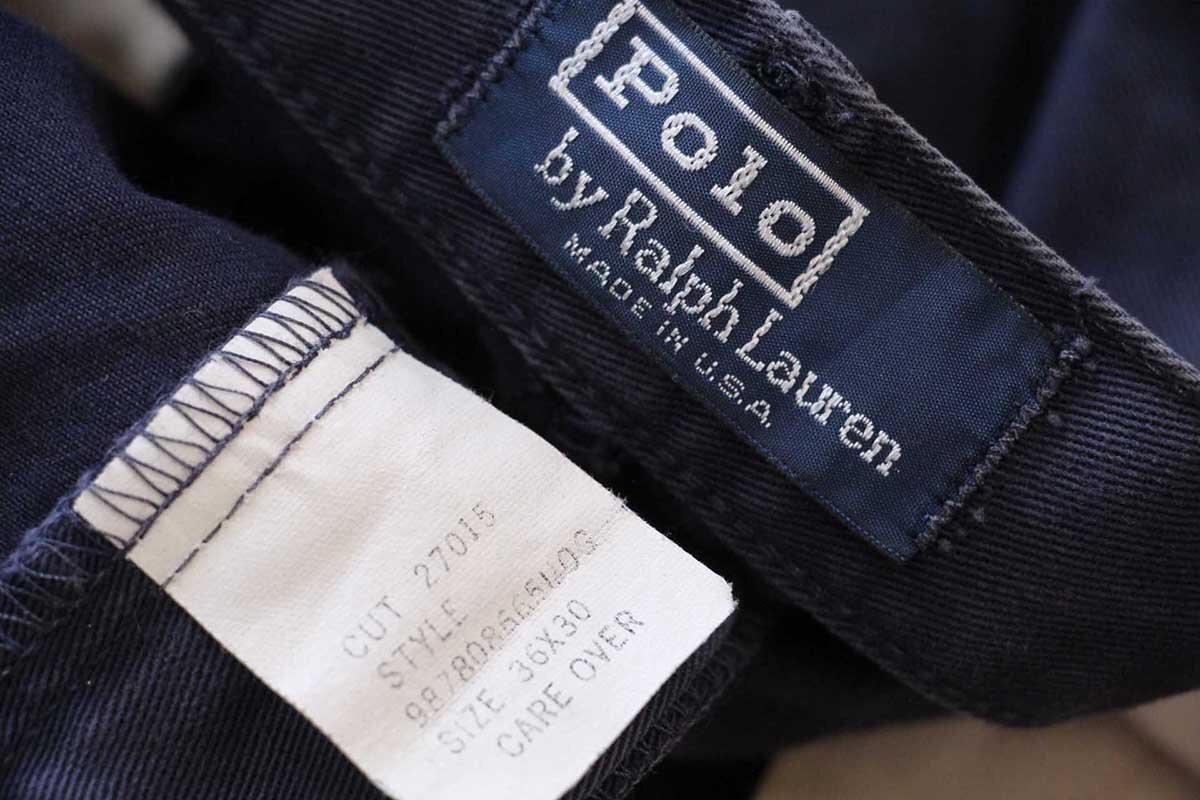 Polo
by Ralph Lauren
MADE IN U.S.A.
CUT 27015
STYLE
SIZE 36X30
CARE OVER